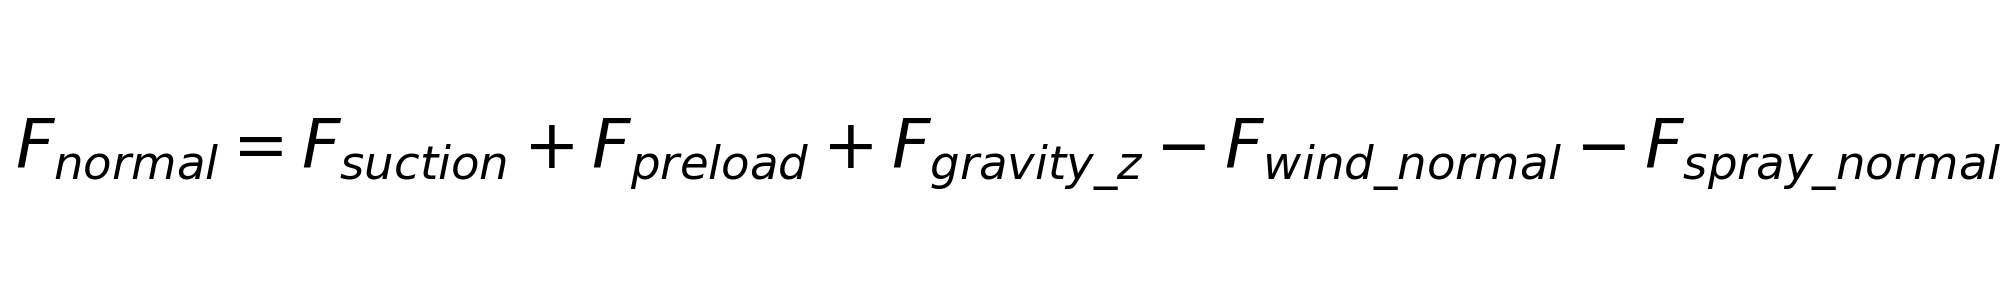 F_normal = F_suction + F_preload + F_gravity_z − F_wind_normal − F_spray_normal